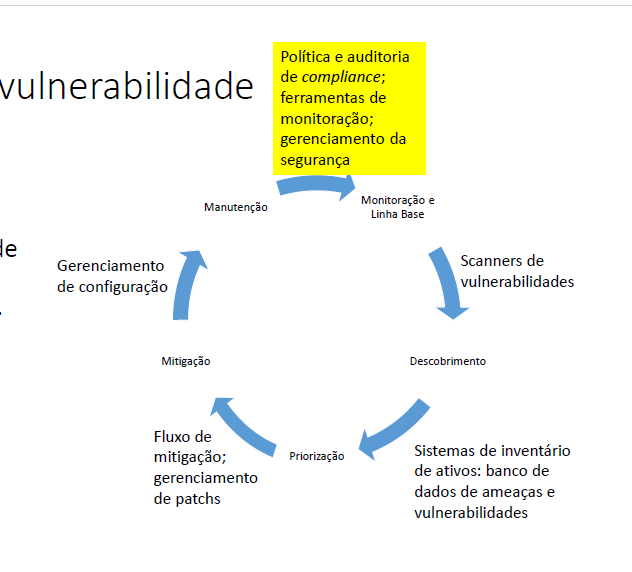 vulnerabilidade
Política e auditoria
de compliance;
ferramentas de
monitoração;
gerenciamento da
segurança
Manutenção
Monitoração e
Linha Base
de
Gerenciamento
de configuração
Scanners de
vulnerabilidades
Mitigação
Descobrimento
Fluxo de
mitigação;
gerenciamento
de patchs
Priorização
Sistemas de inventário
de ativos: banco de
dados de ameaças e
vulnerabilidades